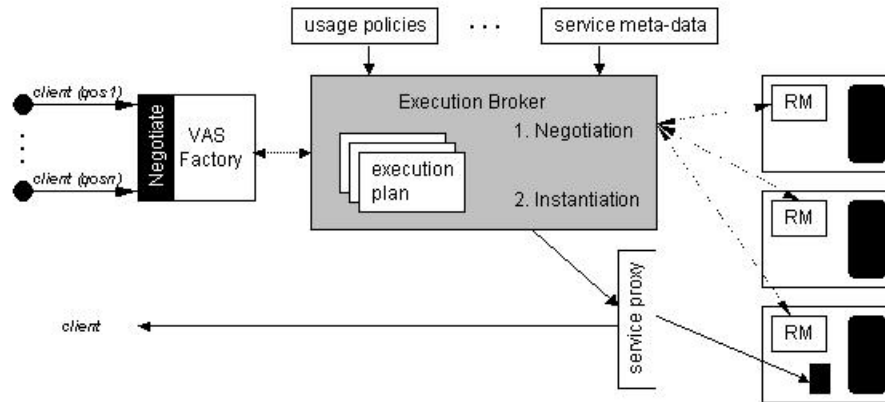 usage policies
. . .
service meta-data
client (qos1)
Negotiate
VAS
Factory
client (qosn)
Execution Broker
1. Negotiation
execution
plan
2. Instantiation
RM
RM
RM
service proxy
client